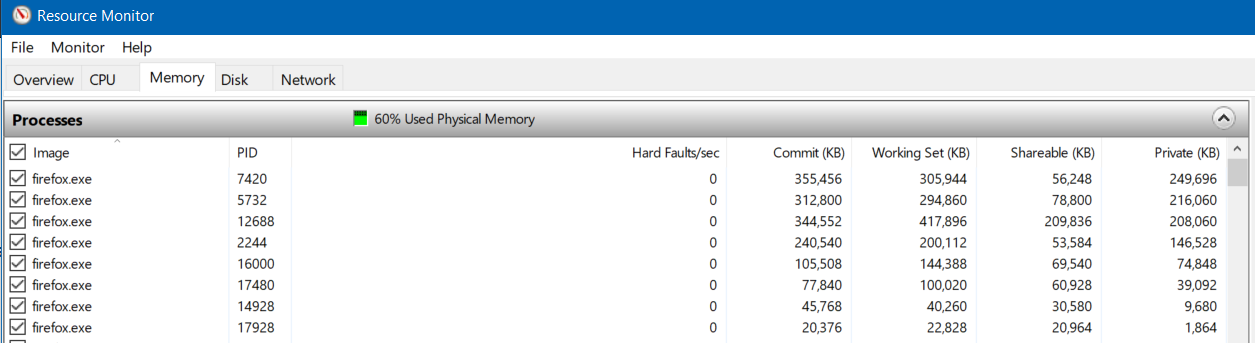 Resource Monitor
File Monitor Help
Overview CPU Memory Disk Network
Processes 60% Used Physical Memory
Image PID Hard Faults/sec Commit (KB) Working Set (KB) Shareable (KB) Private (KB)
firefox.exe 7420 0 355,456 305,944 56,248 249,696
firefox.exe 5732 0 312,800 294,860 78,800 216,060
firefox.exe 12688 0 344,552 417,896 209,836 208,060
firefox.exe 2244 0 240,540 200,112 53,584 146,528
firefox.exe 16000 0 105,508 144,388 69,540 74,848
firefox.exe 17480 0 77,840 100,020 60,928 39,092
firefox.exe 14928 0 45,768 40,260 30,580 9,680
firefox.exe 17928 0 20,376 22,828 20,964 1,864